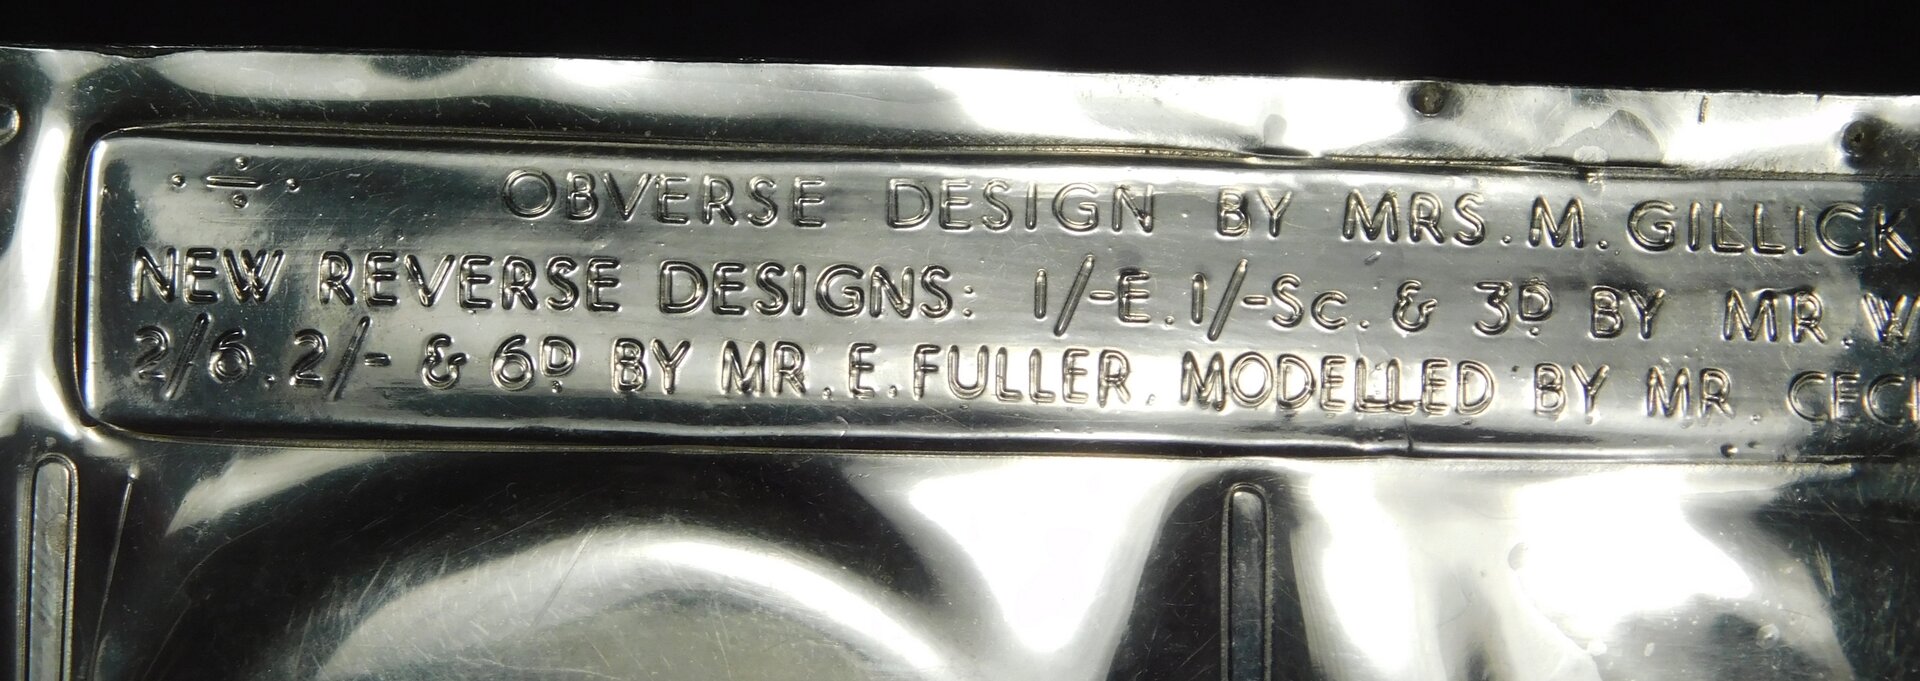 OBVERSE DESIGN BY MRS. M. GILLICK
NEW REVERSE DESIGNS: 1/-E. 1/-Sc. & 3D BY MR. W
2/6. 2/- & 6D BY MR. E. FULLER. MODELLED BY MR. CECI